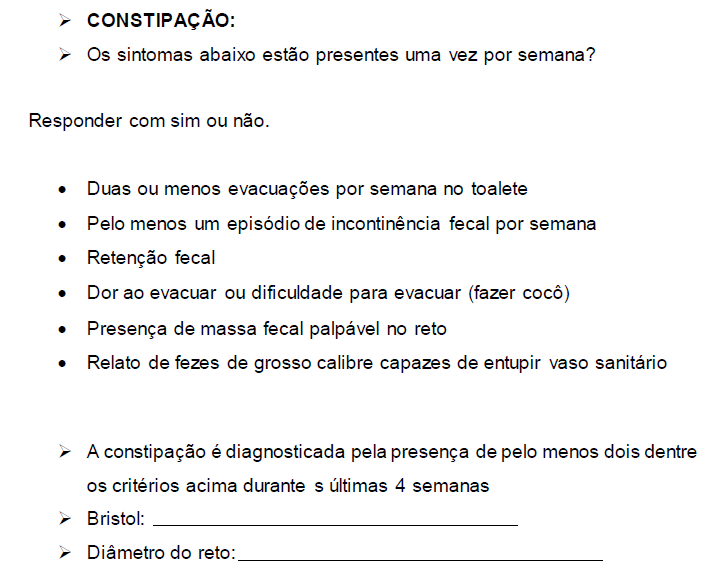 ➢ CONSTIPAÇÃO:
➢ Os sintomas abaixo estão presentes uma vez por semana?
Responder com sim ou não.
• Duas ou menos evacuações por semana no toalete
• Pelo menos um episódio de incontinência fecal por semana
• Retenção fecal
• Dor ao evacuar ou dificuldade para evacuar (fazer cocô)
• Presença de massa fecal palpável no reto
• Relato de fezes de grosso calibre capazes de entupir vaso sanitário
➢ A constipação é diagnosticada pela presença de pelo menos dois dentre
os critérios acima durante s últimas 4 semanas
➢ Bristol: ____________________
➢ Diâmetro do reto: ____________________